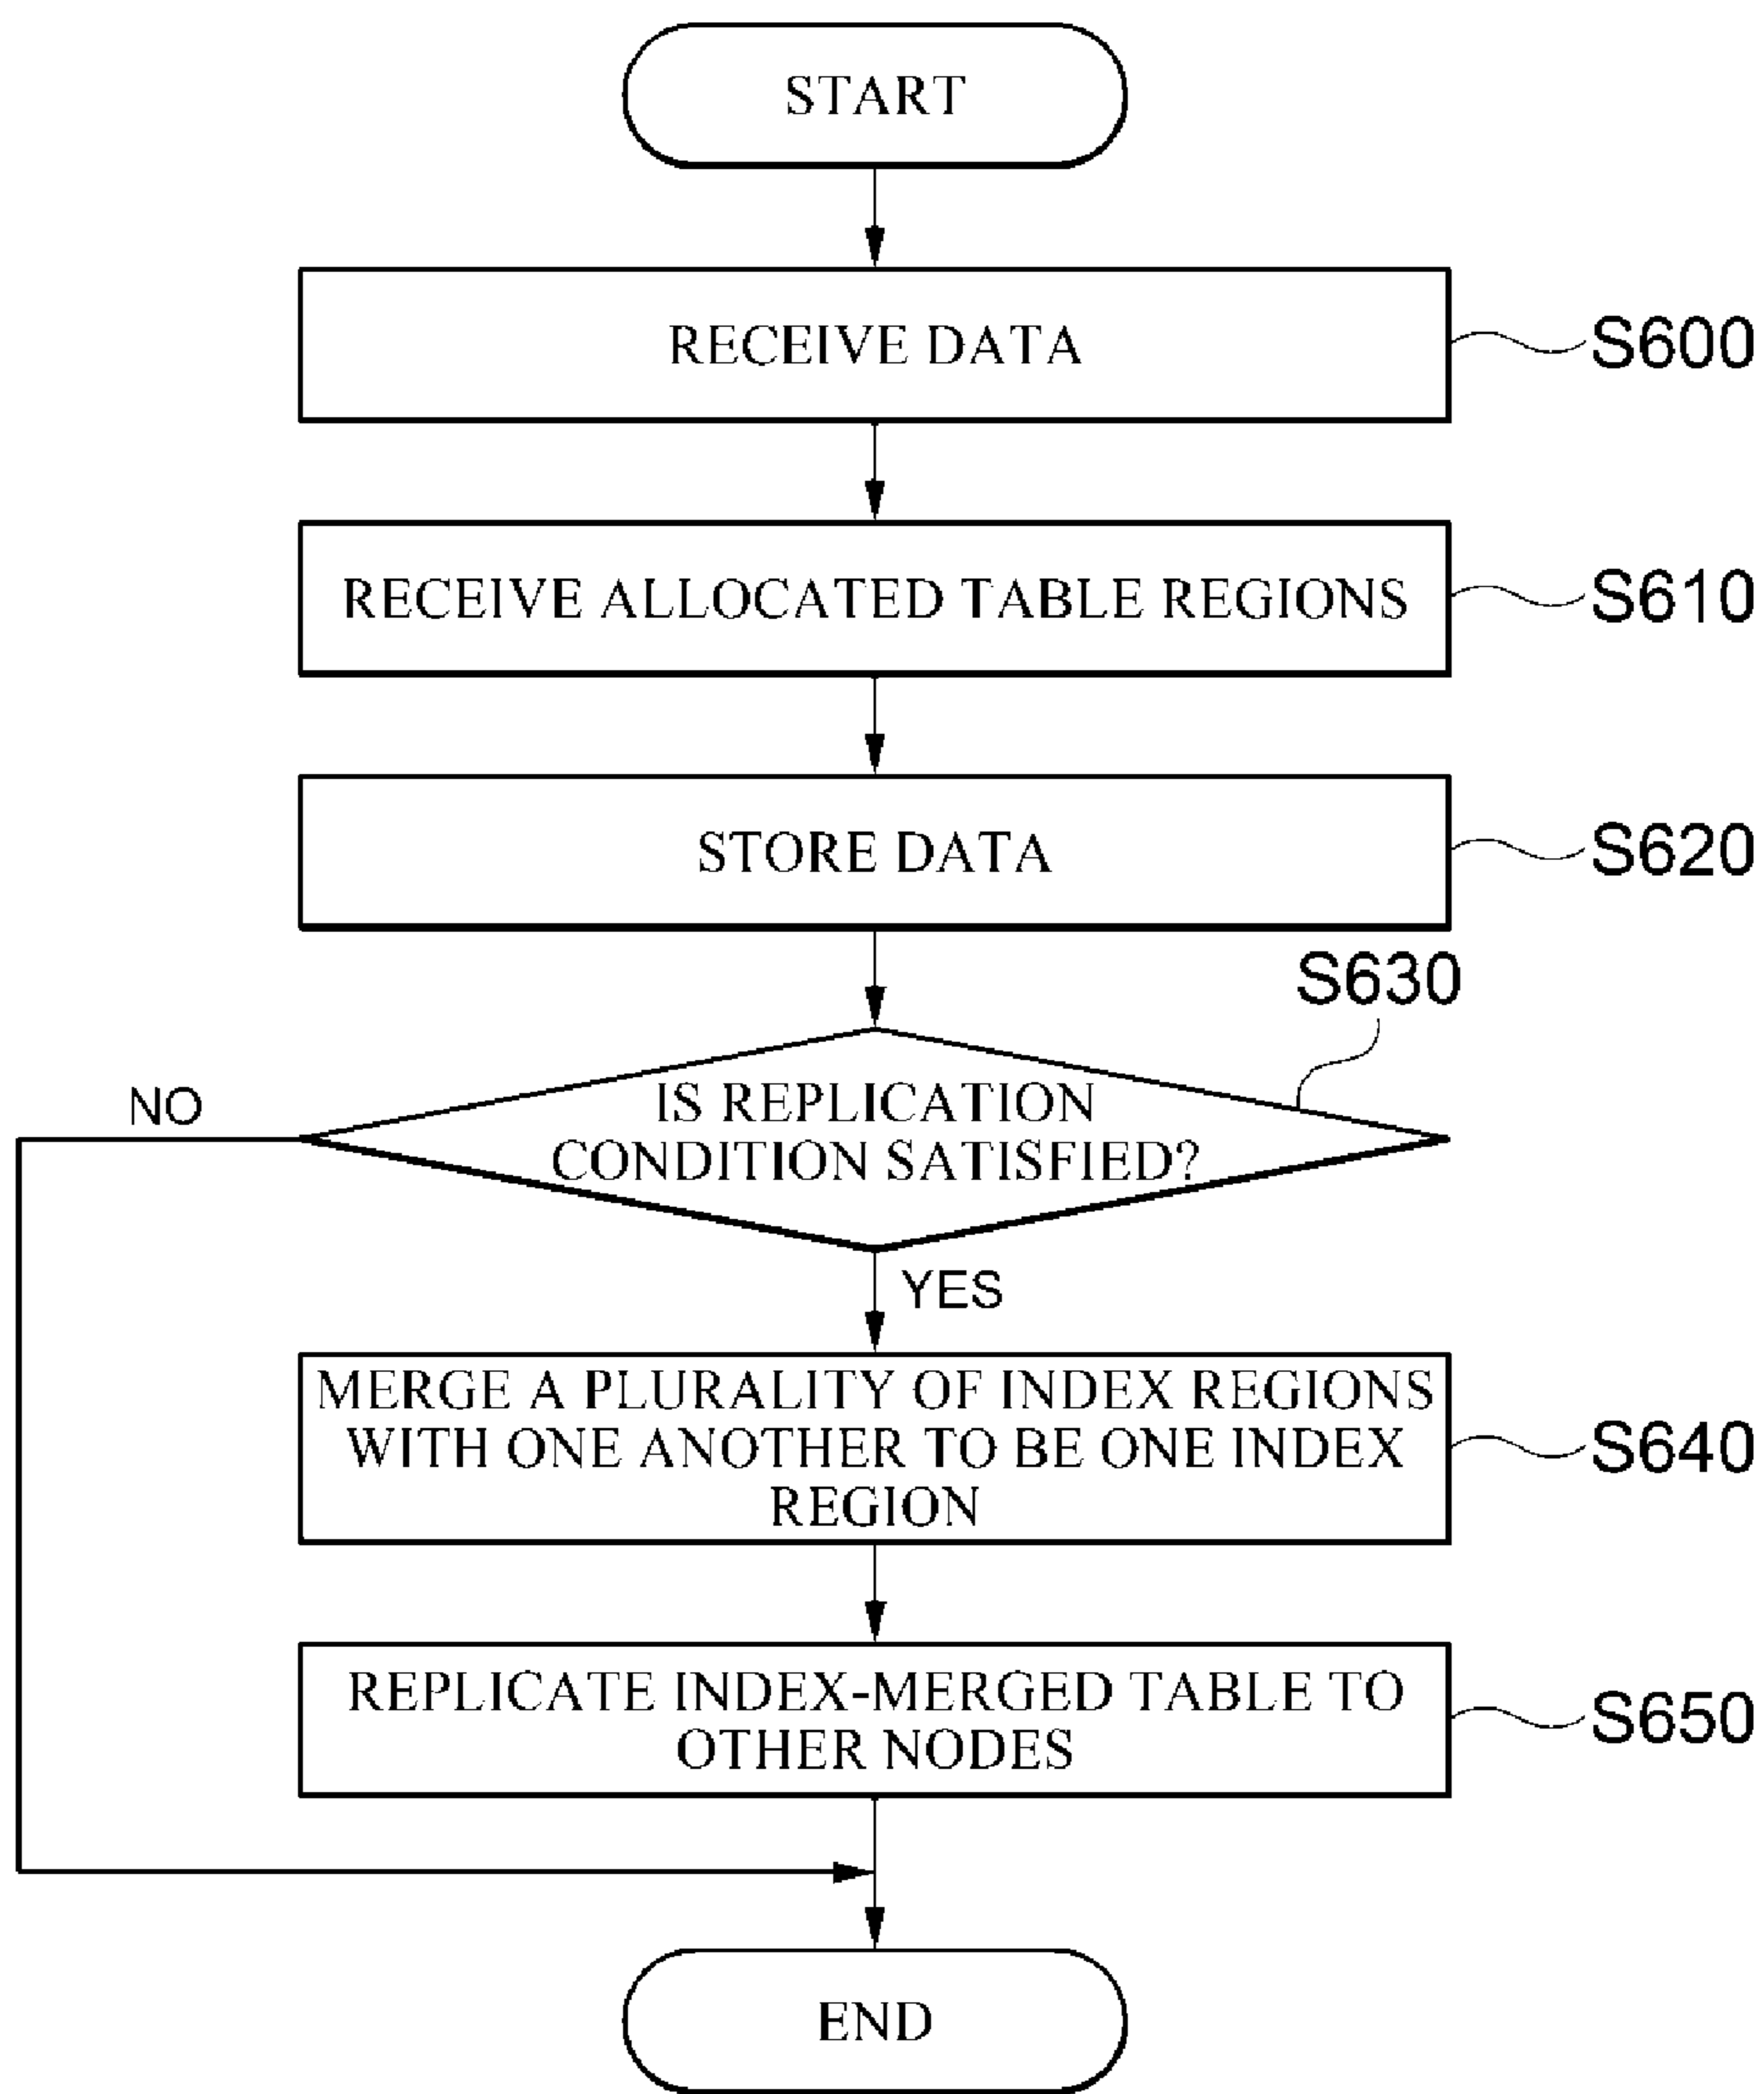 START
RECEIVE DATA
S600
RECEIVE ALLOCATED TABLE REGIONS
S610
STORE DATA
S620
S630
IS REPLICATION
CONDITION SATISFIED?
NO
YES
MERGE A PLURALITY OF INDEX REGIONS
WITH ONE ANOTHER TO BE ONE INDEX
REGION
S640
REPLICATE INDEX-MERGED TABLE TO
OTHER NODES
S650
END